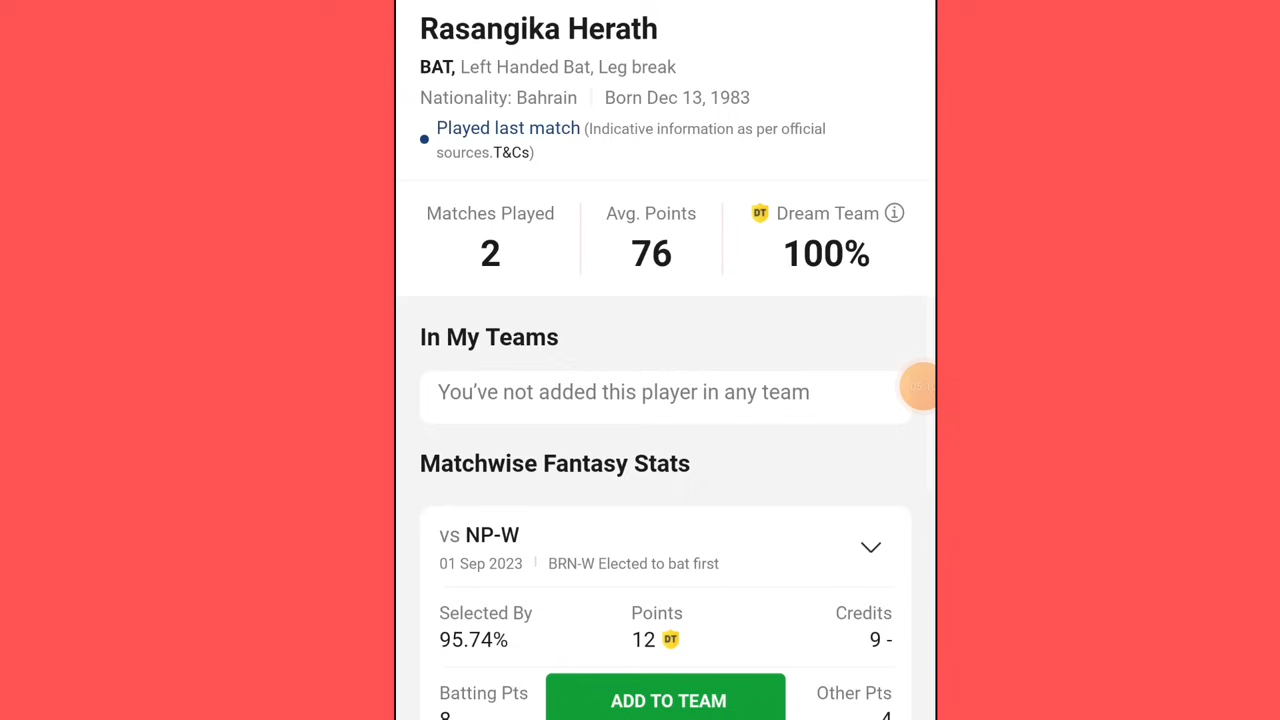 Rasangika Herath
BAT, Left Handed Bat, Leg break
Nationality: Bahrain Born Dec 13, 1983
Played last match (Indicative information as per official
sources.T&Cs)
Matches Played Avg. Points DT Dream Team
2 76 100%
In My Teams
You’ve not added this player in any team
Matchwise Fantasy Stats
vs NP-W
01 Sep 2023 BRN-W Elected to bat first
Selected By Points Credits
95.74% 12 DT 9 -
Batting Pts ADD TO TEAM Other Pts
8 4